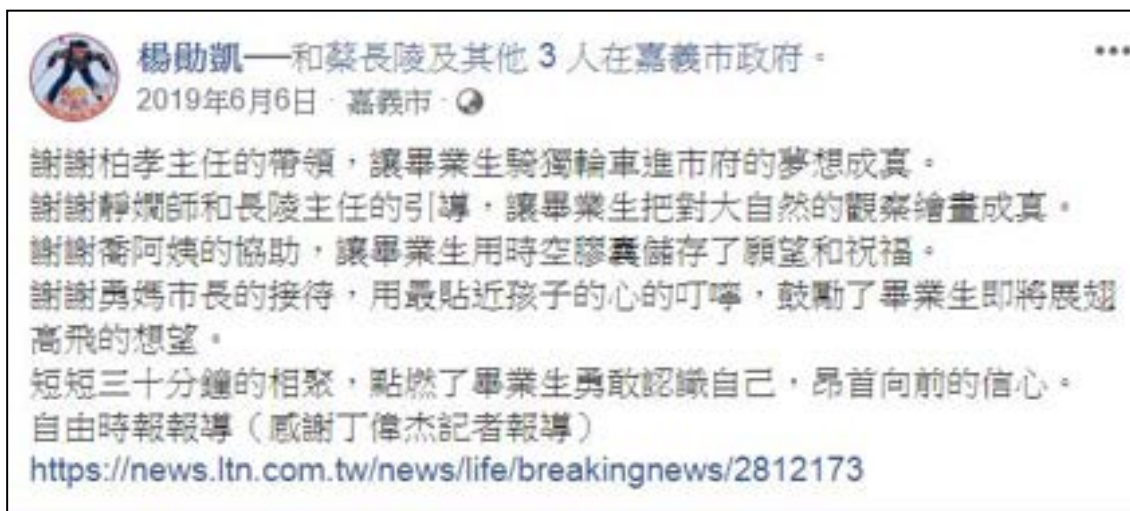 楊勛凱──和蔡長陵及其他 3 人在嘉義市政府。
2019年6月6日 · 嘉義市 ·
謝謝柏孝主任的帶領，讓畢業生騎獨輪車進市府的夢想成真。
謝謝靜嫻師和長陵主任的引導，讓畢業生把對大自然的觀察繪畫成真。
謝謝喬阿姨的協助，讓畢業生用時空膠囊儲存了願望和祝福。
謝謝勇媽市長的接待，用最貼近孩子的心的叮嚀，鼓勵了畢業生即將展翅
高飛的想望。
短短三十分鐘的相聚，點燃了畢業生勇敢認識自己，昂首向前的信心。
自由時報報導（感謝丁偉杰記者報導）
https://news.ltn.com.tw/news/life/breakingnews/2812173